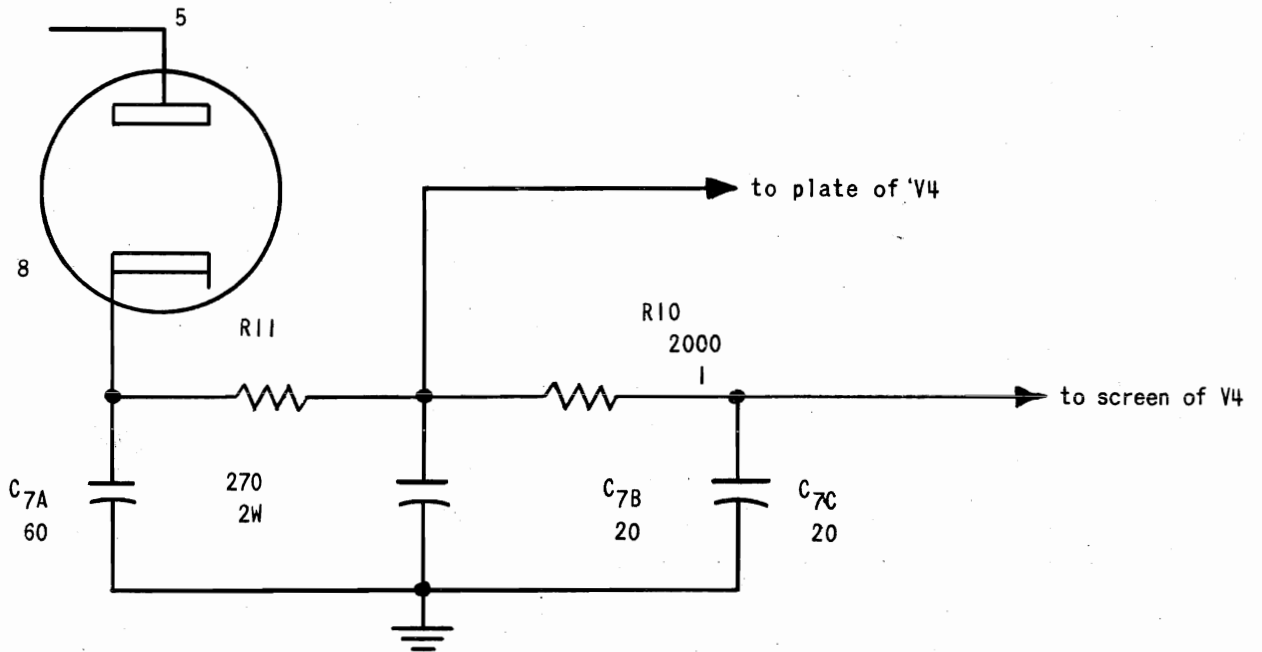 5
to plate of 'V4
8
R11
R10
2000
1
to screen of V4
C7A
60
270
2W
C7B
20
C7C
20